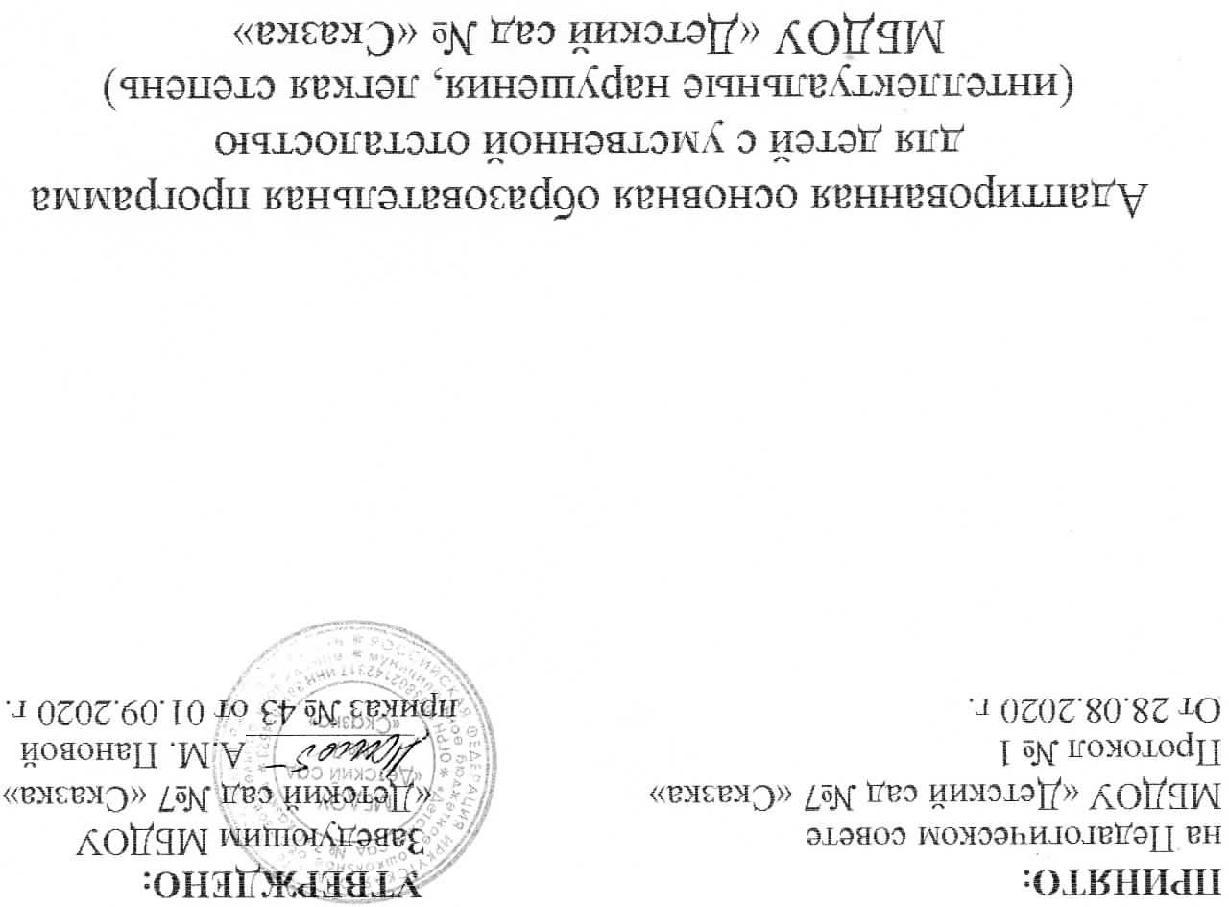 ПРИНЯТО:
на Педагогическом совете
МБДОУ «Детский сад №7 «Сказка»
Протокол № 1
От 28.08.2020 г.
УТВЕРЖДЕНО:
Заведующим МБДОУ
«Детский сад №7 «Сказка»
А.М. Пановой
приказ № 43 от 01.09.2020 г.
Адаптированная основная образовательная программа
для детей с умственной отсталостью
(интеллектуальные нарушения, легкая степень)
МБДОУ «Детский сад № «Сказка»